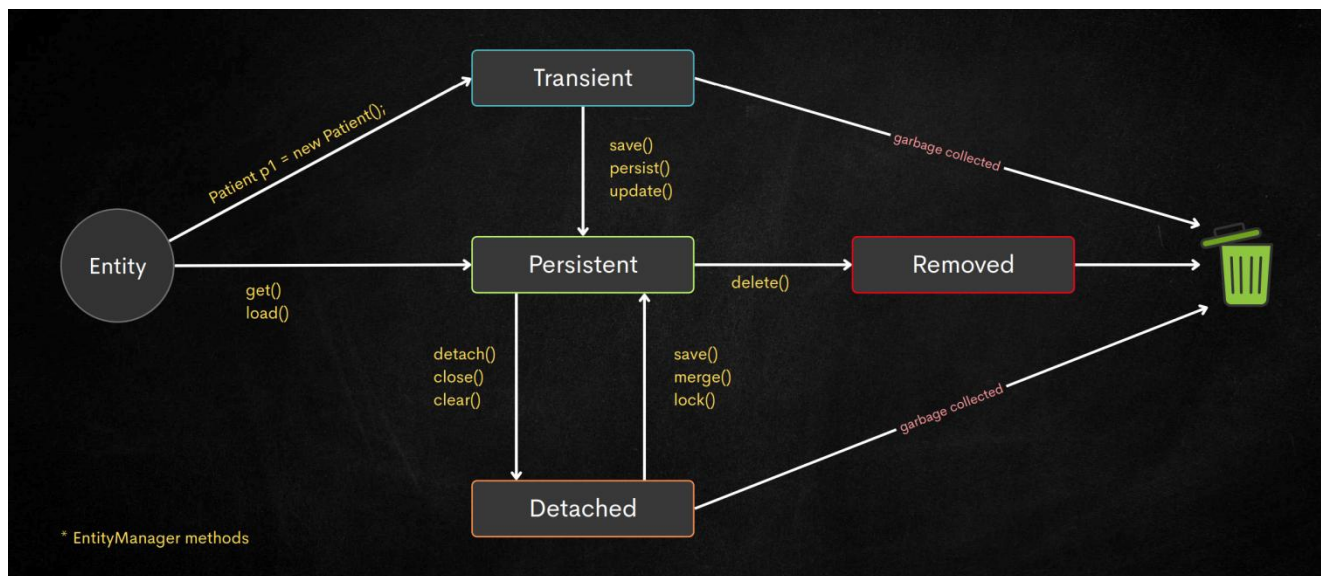 Transient
Patient p1 = new Patient();
save()
persist()
update()
garbage collected
Entity
get()
load()
Persistent
delete()
Removed
detach()
close()
clear()
save()
merge()
lock()
garbage collected
Detached
* EntityManager methods